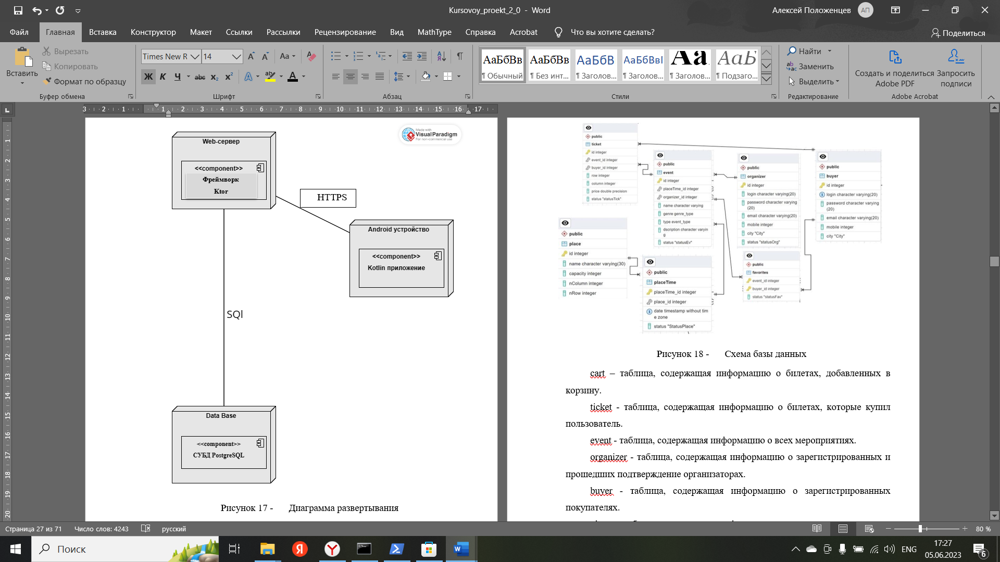 Kursovoy_proekt_2_0 - Word
Алексей Положенцев
АП
Файл
Главная
Вставка
Конструктор
Макет
Ссылки
Рассылки
Рецензирование
Вид
MathType
Справка
Acrobat
Что вы хотите сделать?
Поделиться
Вставить
Вырезать
Копировать
Формат по образцу
Буфер обмена
Times New R
14
Шрифт
Абзац
АаБбВв
¶ Обычный
АаБбВв
¶ Без инт...
АаБбВ
Заголов...
АаБбВвІ
Заголов...
Аа
Заголов...
АаБ
Подзаго...
Стили
Найти
Заменить
Выделить
Редактирование
Создать и поделиться
Adobe PDF
Запросить
подписи
Adobe Acrobat
3 2 1 1 2 3 4 5 6 7 8 9 10 11 12 13 14 15 16 17
Made with
Visual Paradigm
For non-commercial use
Web-сервер
<<component>>
Фреймворк
Ktor
HTTPS
Android устройство
<<component>>
Kotlin приложение
SQl
Data Base
<<component>>
СУБД PostgreSQL
Рисунок 17 - Диаграмма развертывания
public
ticket
id integer
event_id integer
buyer_id integer
row integer
column integer
price double precision
status "statusTick"
public
event
id integer
placeTime_id integer
organizer_id integer
name character varying
genre genre_type
type event_type
dscription character varyin
g
status "statusEv"
public
organizer
id integer
login character varying(20)
password character varying
(20)
email character varying(20)
mobile integer
city "City"
status "statusOrg"
public
buyer
id integer
login character varying(20)
password character varying
(20)
email character varying(20)
mobile integer
city "City"
public
place
id integer
name character varying(30)
capacity integer
nColumn integer
nRow integer
public
placeTime
placeTime_id integer
place_id integer
date timestamp without tim
e zone
status "StatusPlace"
public
favorites
event_id integer
buyer_id integer
status "statusFav"
Рисунок 18 - Схема базы данных
cart – таблица, содержащая информацию о билетах, добавленных в
корзину.
ticket - таблица, содержащая информацию о билетах, которые купил
пользователь.
event - таблица, содержащая информацию о всех мероприятиях.
organizer - таблица, содержащая информацию о зарегистрированных и
прошедших подтверждение организаторах.
buyer - таблица, содержащая информацию о зарегистрированных
покупателях.
Страница 27 из 71
Число слов: 4243
русский
80 %
Поиск
ENG
17:27
05.06.2023
6